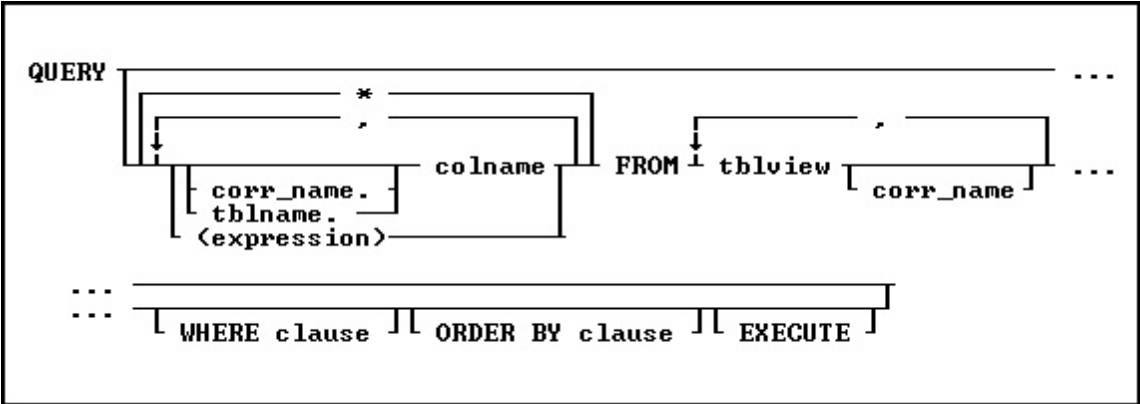 QUERY ...
*
,
,
colname FROM tblview ...
corr_name. corr_name
tblname.
(expression)
...
...
WHERE clause ORDER BY clause EXECUTE